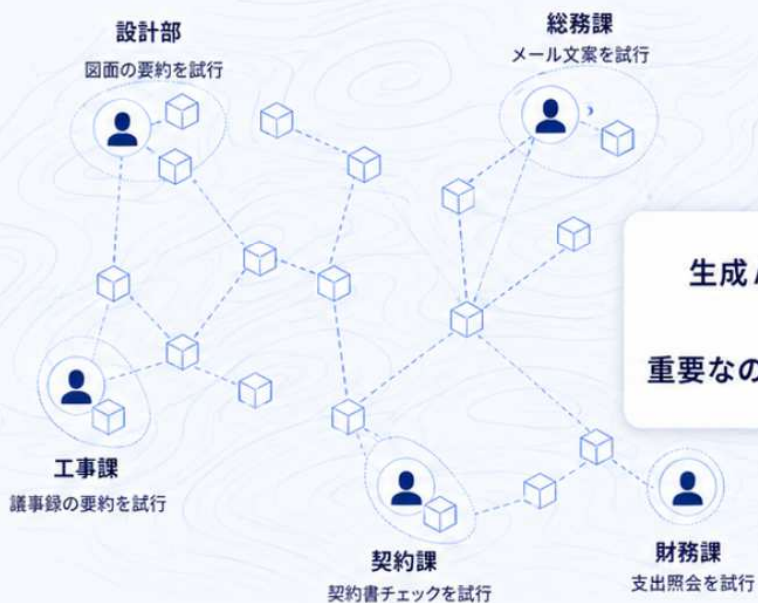 設計部
図面の要約を試行
総務課
メール文案を試行
生成
重要なの
工事課
議事録の要約を試行
契約課
契約書チェックを試行
財務課
支出照会を試行